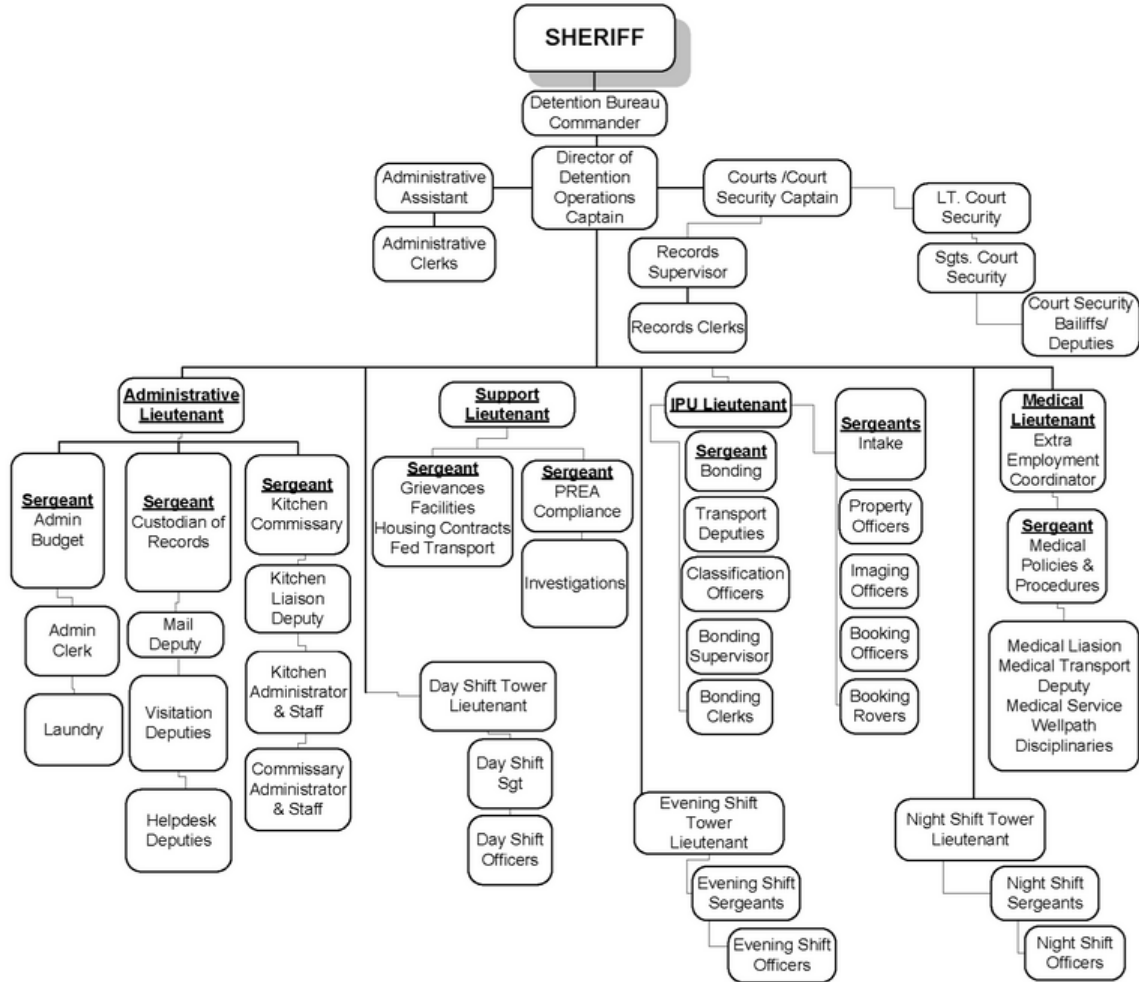 SHERIFF
Detention Bureau
Commander
Director of
Detention
Operations
Captain
Administrative
Assistant
Administrative
Clerks
Courts /Court
Security Captain
Records
Supervisor
Records Clerks
LT. Court
Security
Sgts. Court
Security
Court Security
Bailiffs/
Deputies
Administrative
Lieutenant
Sergeant
Admin
Budget
Admin
Clerk
Laundry
Sergeant
Custodian of
Records
Mail
Deputy
Visitation
Deputies
Helpdesk
Deputies
Sergeant
Kitchen
Commissary
Kitchen
Liaison
Deputy
Kitchen
Administrator
& Staff
Commissary
Administrator
& Staff
Support
Lieutenant
Sergeant
Grievances
Facilities
Housing Contracts
Fed Transport
Sergeant
PREA
Compliance
Investigations
Day Shift Tower
Lieutenant
Day Shift
Sgt
Day Shift
Officers
IPU Lieutenant
Sergeant
Bonding
Transport
Deputies
Classification
Officers
Bonding
Supervisor
Bonding
Clerks
Sergeants
Intake
Property
Officers
Imaging
Officers
Booking
Officers
Booking
Rovers
Evening Shift
Tower
Lieutenant
Evening Shift
Sergeants
Evening Shift
Officers
Medical
Lieutenant
Extra
Employment
Coordinator
Sergeant
Medical
Policies &
Procedures
Medical Liasion
Medical Transport
Deputy
Medical Service
Wellpath
Disciplinaries
Night Shift Tower
Lieutenant
Night Shift
Sergeants
Night Shift
Officers